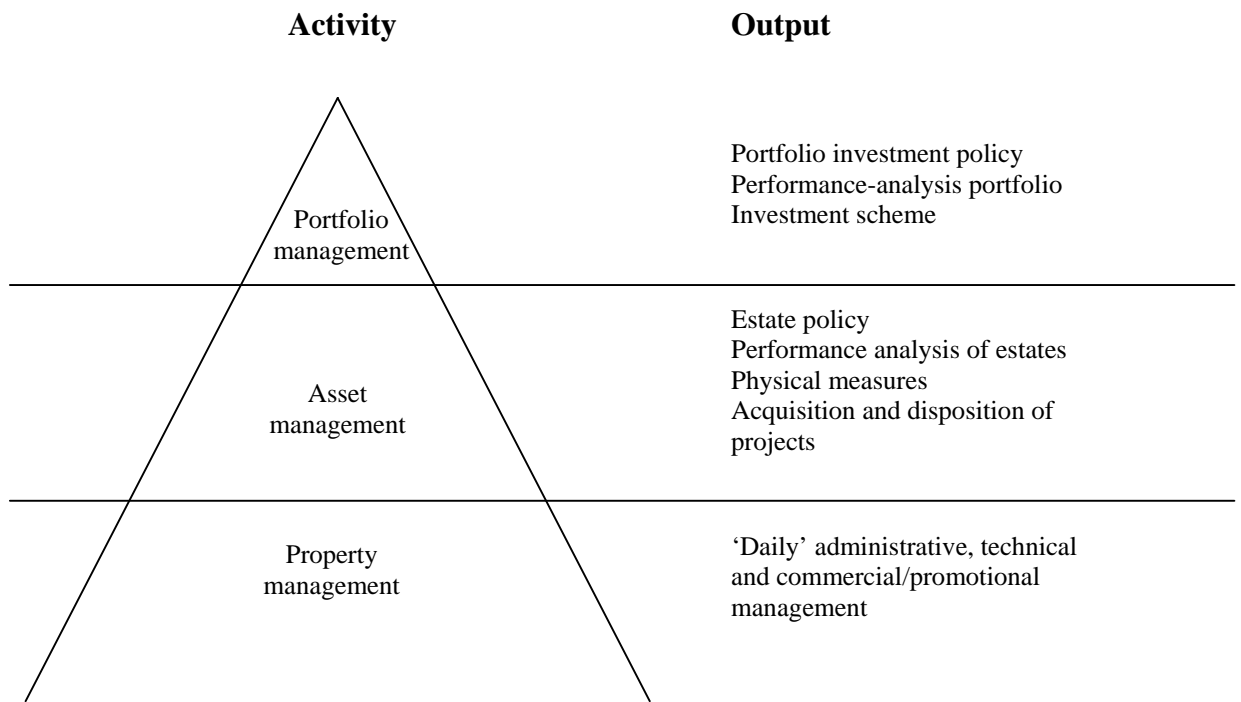 Activity
Output
Portfolio
management
Portfolio investment policy
Performance-analysis portfolio
Investment scheme
Asset
management
Estate policy
Performance analysis of estates
Physical measures
Acquisition and disposition of
projects
Property
management
‘Daily’ administrative, technical
and commercial/promotional
management